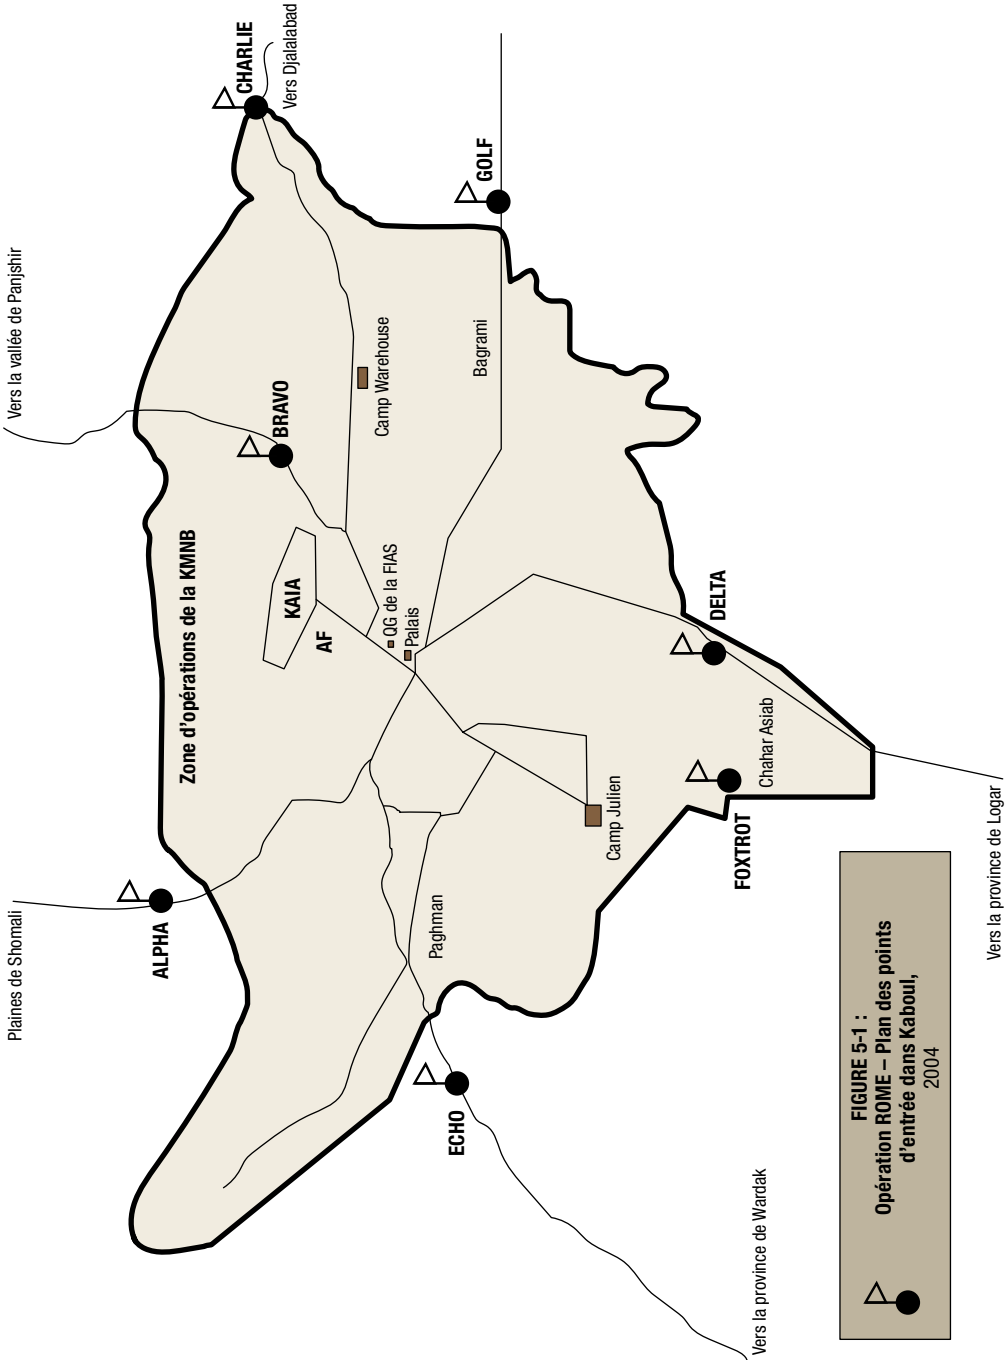 Plaines de Shomali
Vers la vallée de Panjshir
ALPHA
Zone d'opérations de la KMNB
BRAVO
CHARLIE
Vers Djalalabad
KAIA
AF
Camp Warehouse
QG de la FIAS
Palais
GOLF
Bagrami
ECHO
Paghman
Camp Julien
DELTA
FOXTROT
Chahar Asiab
Vers la province de Wardak
Vers la province de Logar
FIGURE 5-1 :
Opération ROME – Plan des points
d'entrée dans Kaboul,
2004